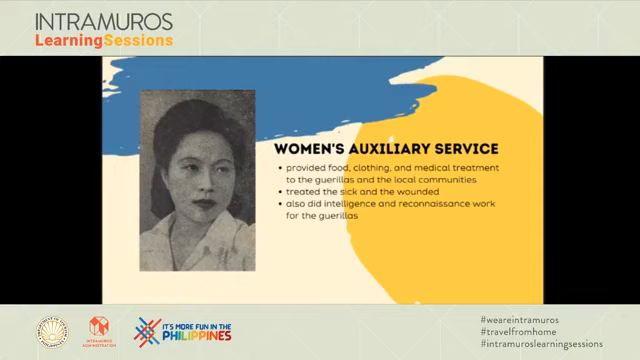 INTRAMUROS
LearningSessions
WOMEN'S AUXILIARY SERVICE
• provided food, clothing, and medical treatment
to the guerillas and the local communities
• treated the sick and the wounded
• also did intelligence and reconnaissance work
for the guerillas
INTRAMUROS
ADMINISTRATION
IT'S MORE FUN IN THE
PHILIPPINES
#weareintramuros
#travelfromhome
#intramuroslearningsessions